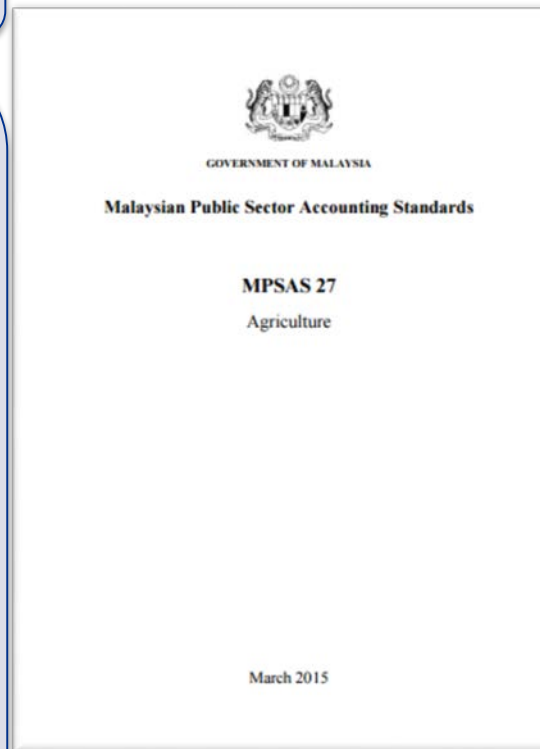 GOVERNMENT OF MALAYSIA
Malaysian Public Sector Accounting Standards
MPSAS 27
Agriculture
March 2015